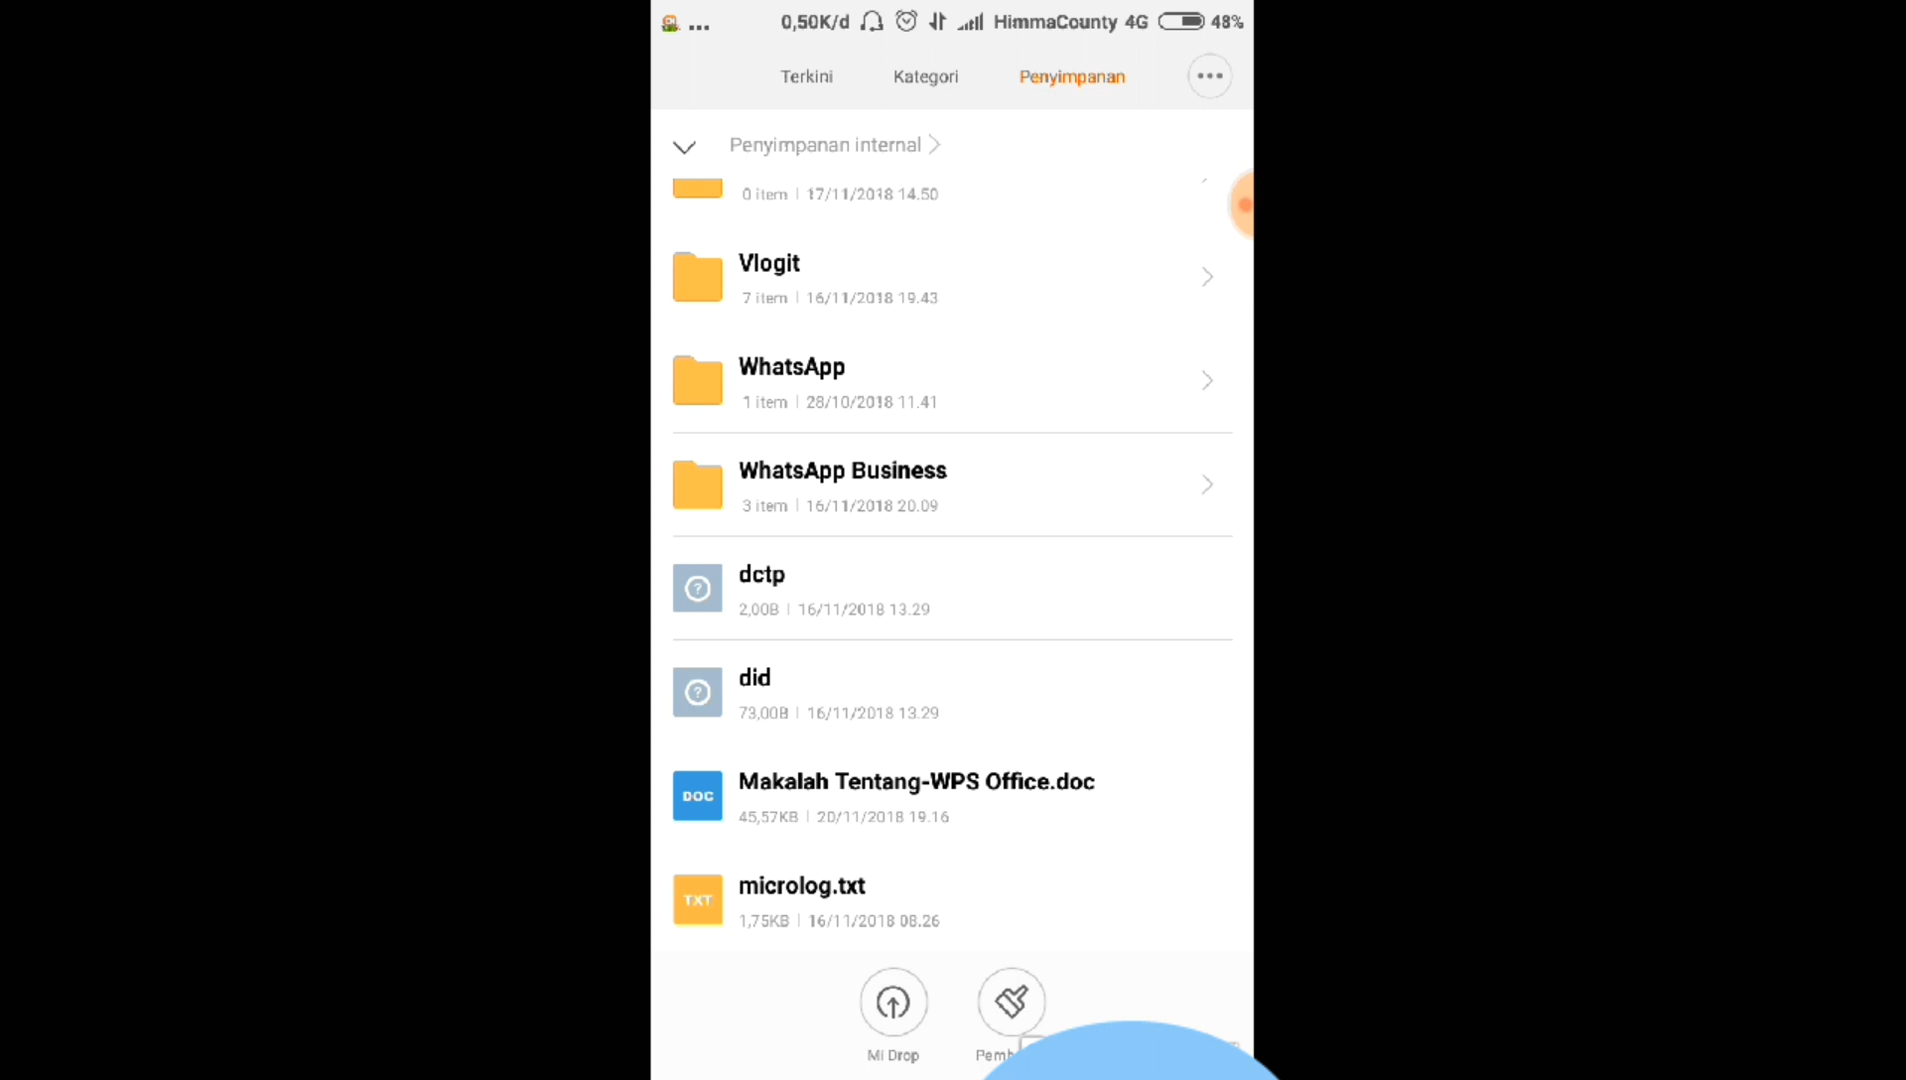 ... 0,50K/d HimmaCounty 4G 48%
Terkini Kategori Penyimpanan
Penyimpanan internal
0 item | 17/11/2018 14.50
Vlogit
7 item | 16/11/2018 19.43
WhatsApp
1 item | 28/10/2018 11.41
WhatsApp Business
3 item | 16/11/2018 20.09
dctp
2,00B | 16/11/2018 13.29
did
73,00B | 16/11/2018 13.29
DOC
Makalah Tentang-WPS Office.doc
45,57KB | 20/11/2018 19.16
TXT
microlog.txt
1,75KB | 16/11/2018 08.26
Mi Drop